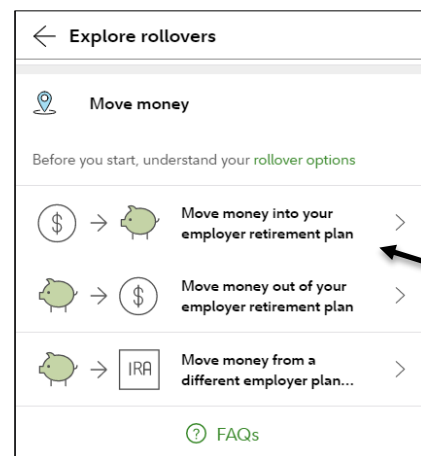 Explore rollovers
Move money
Before you start, understand your rollover options
$
Move money into your
employer retirement plan
$
Move money out of your
employer retirement plan
IRA
Move money from a
different employer plan...
? FAQs